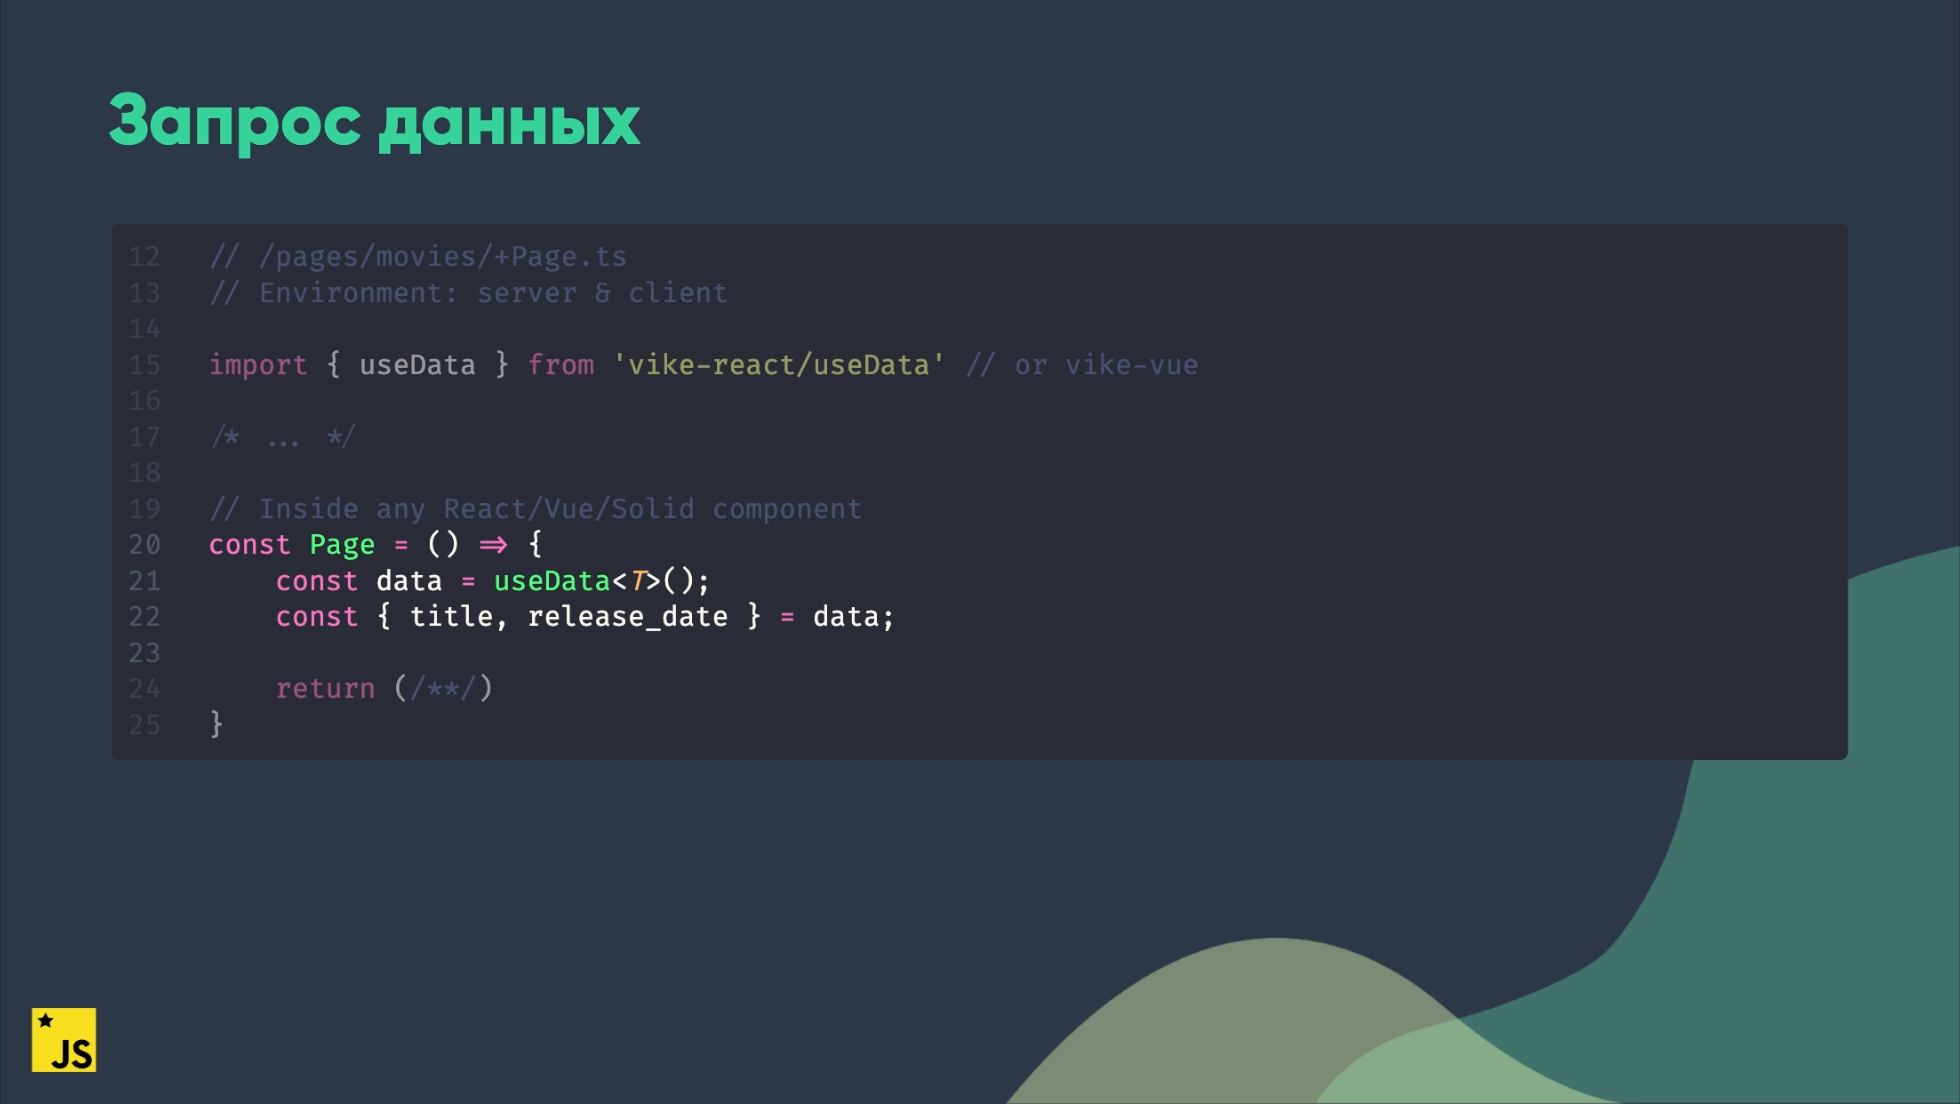 Запрос данных
12 // /pages/movies/+Page.ts
13 // Environment: server & client
14
15 import { useData } from 'vike-react/useData' // or vike-vue
16
17 /* ... */
18
19 // Inside any React/Vue/Solid component
20 const Page = () => {
21     const data = useData<T>();
22     const { title, release_date } = data;
23
24     return (/**/)
25 }
JS